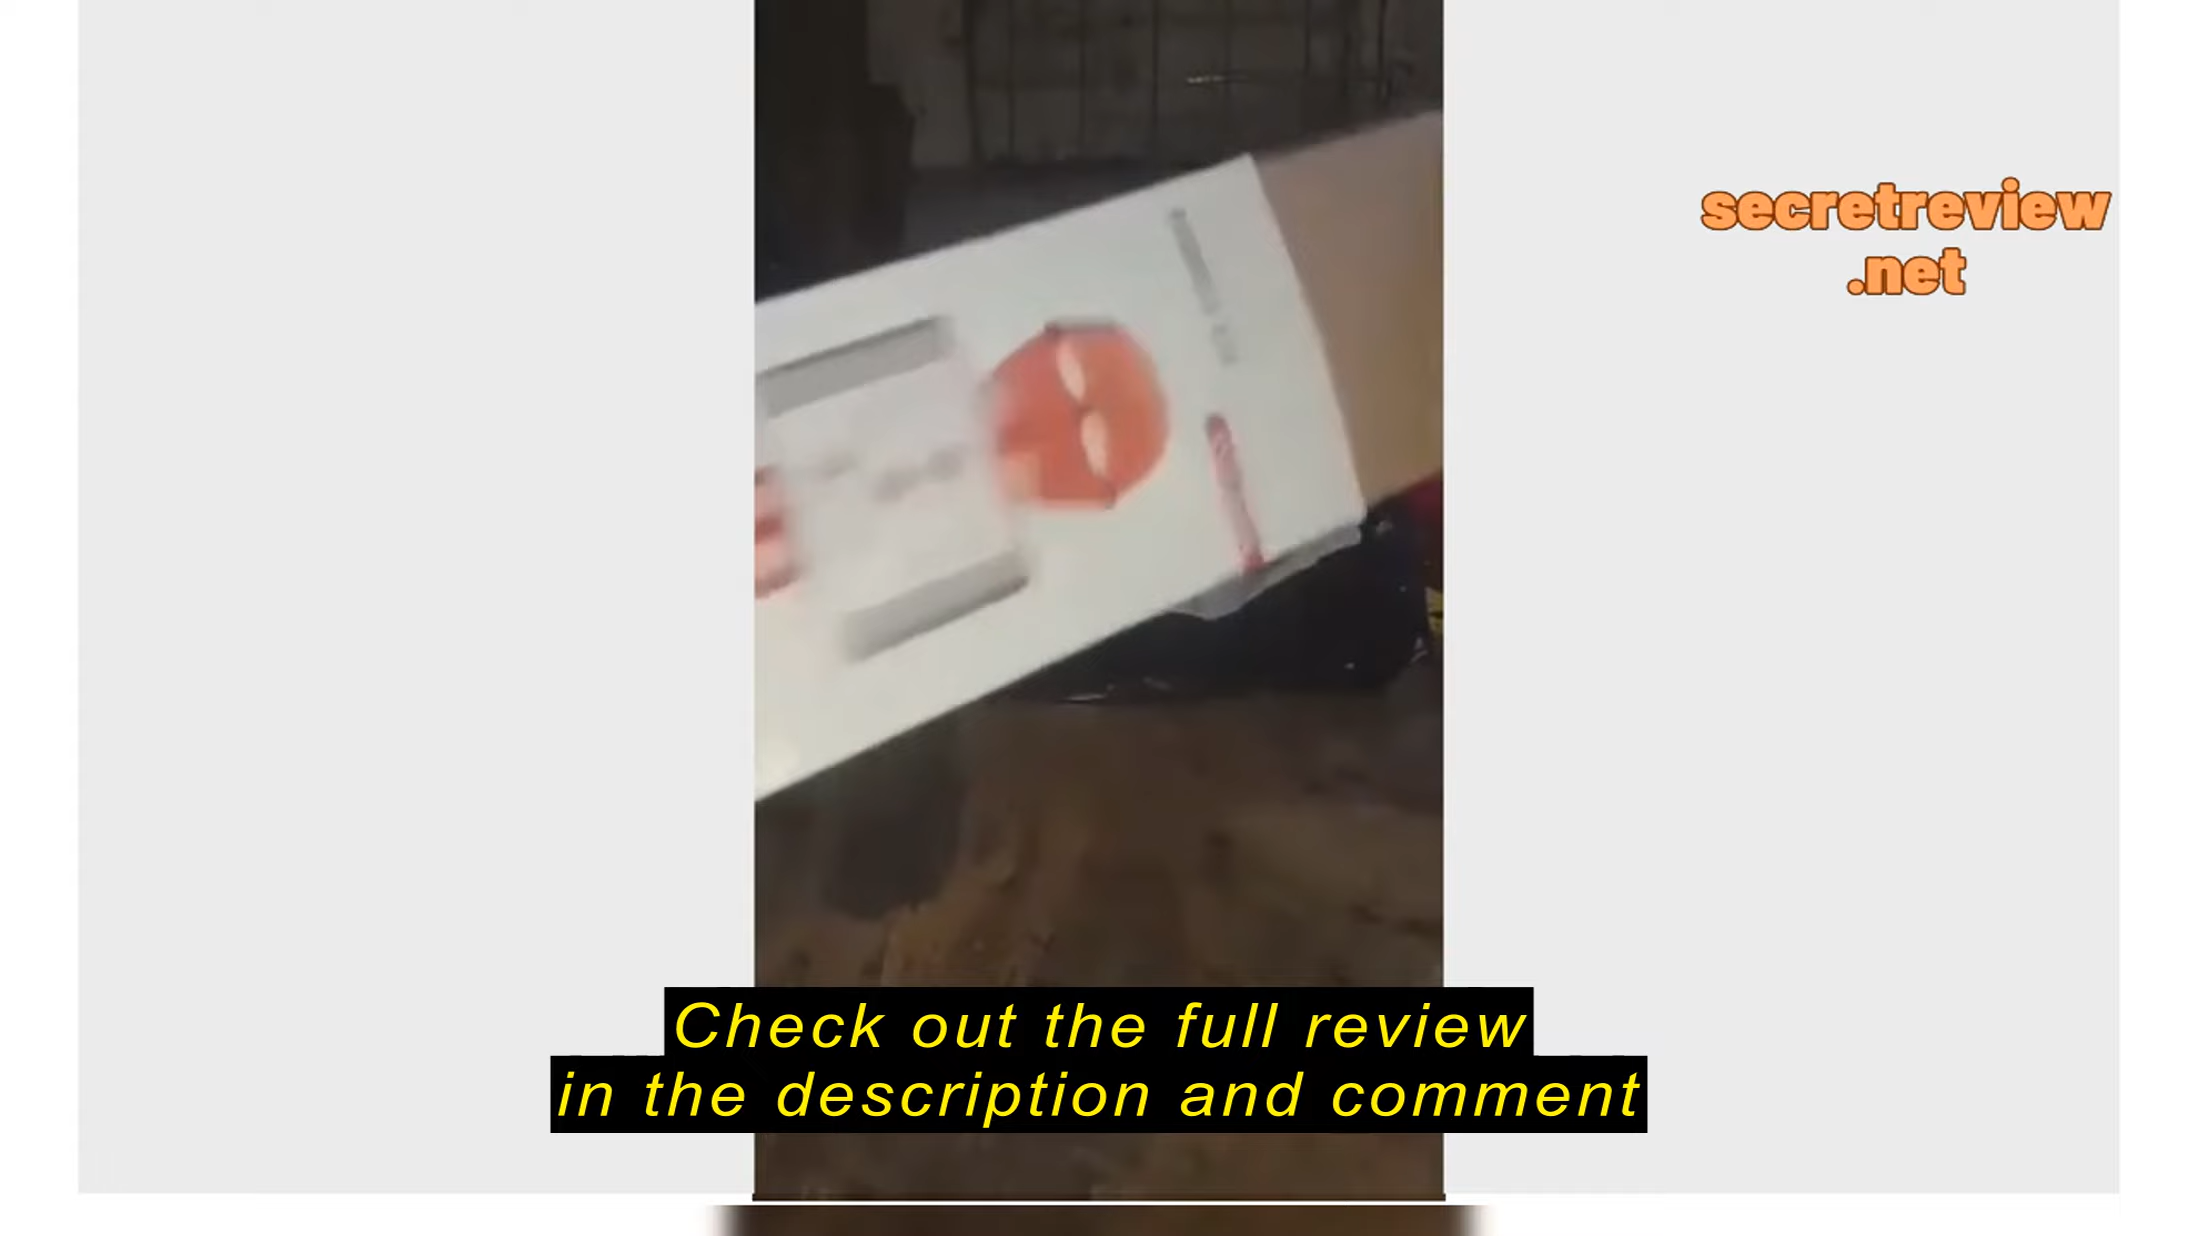 secretreview
.net
Check out the full review
in the description and comment